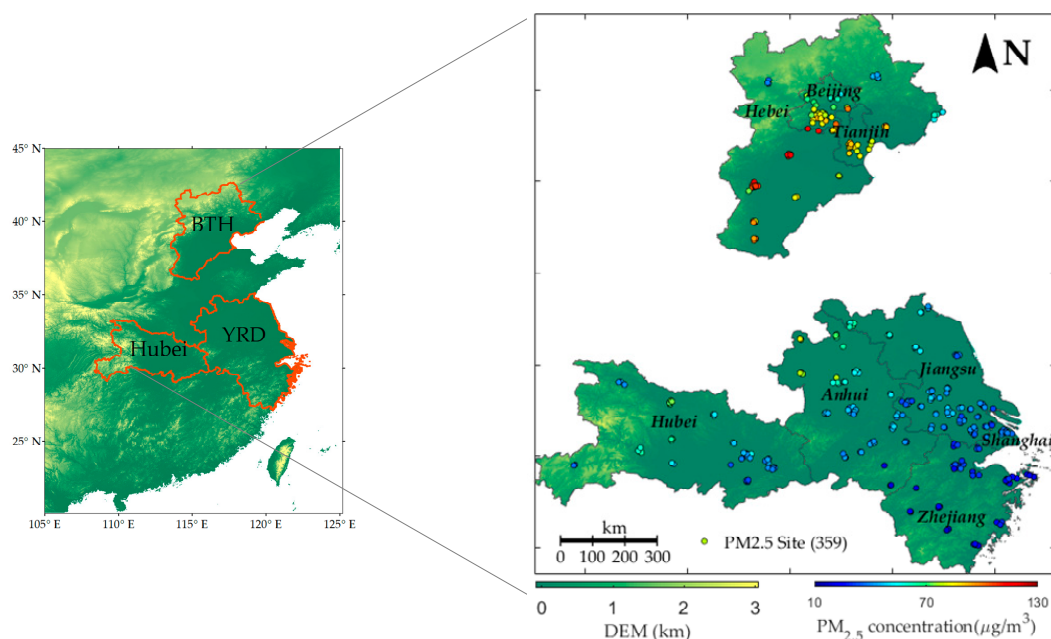 45° N
40° N
35° N
30° N
25° N
105° E
110° E
115° E
120° E
125° E
BTH
YRD
Hubei
N
Beijing
Hebei
Tianjin
Jiangsu
Anhui
Hubei
Shanghai
Zhejiang
km
0 100 200 300
PM2.5 Site (359)
0 1 2 3
DEM (km)
10 70 130
PM2.5 concentration(μg/m³)